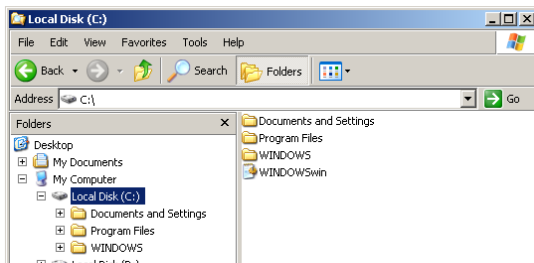 Local Disk (C:)
File Edit View Favorites Tools Help
Back Search Folders
Address C:\ Go
Folders x
Desktop
My Documents
My Computer
Local Disk (C:)
Documents and Settings
Program Files
WINDOWS
Documents and Settings
Program Files
WINDOWS
WINDOWSwin